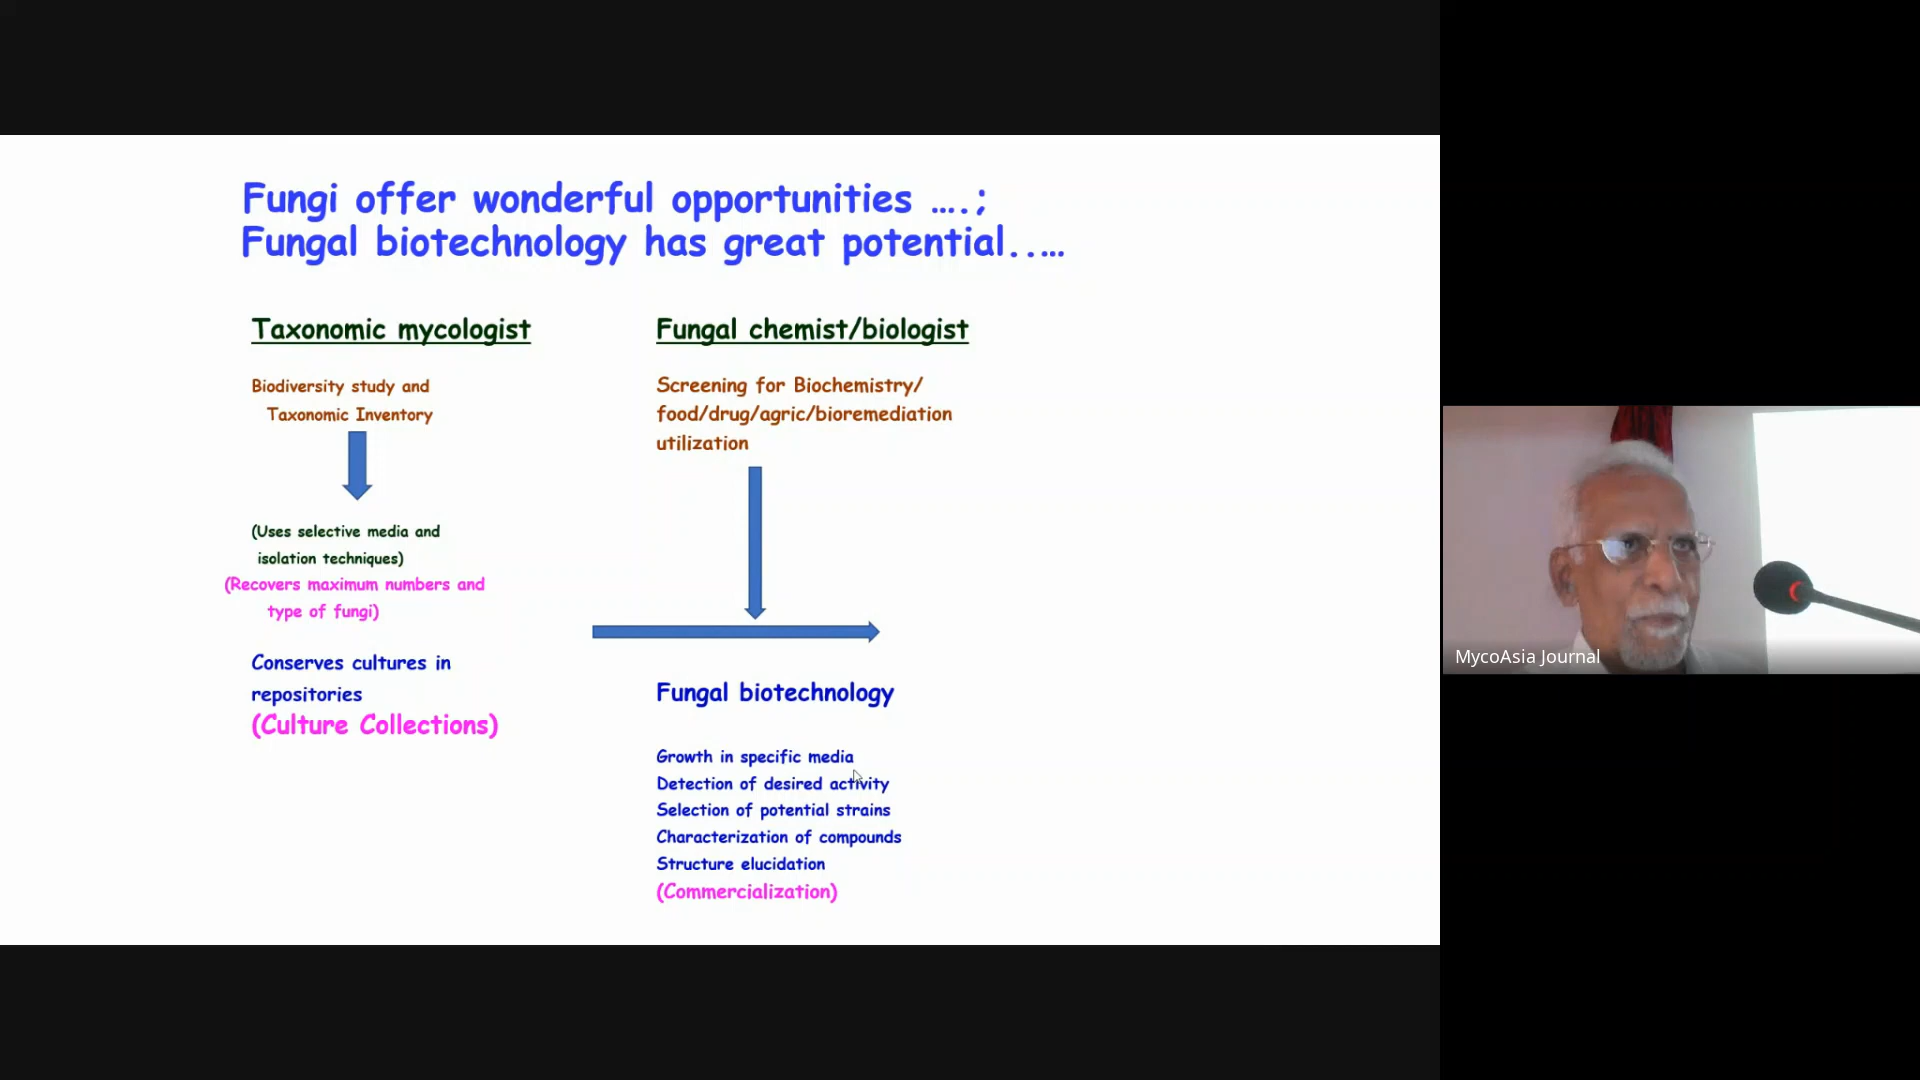 Fungi offer wonderful opportunities ….;
Fungal biotechnology has great potential..…
Taxonomic mycologist
Biodiversity study and
Taxonomic Inventory
(Uses selective media and
isolation techniques)
(Recovers maximum numbers and
type of fungi)
Conserves cultures in
repositories
(Culture Collections)
Fungal chemist/biologist
Screening for Biochemistry/
food/drug/agric/bioremediation
utilization
Fungal biotechnology
Growth in specific media
Detection of desired activity
Selection of potential strains
Characterization of compounds
Structure elucidation
(Commercialization)
MycoAsia Journal